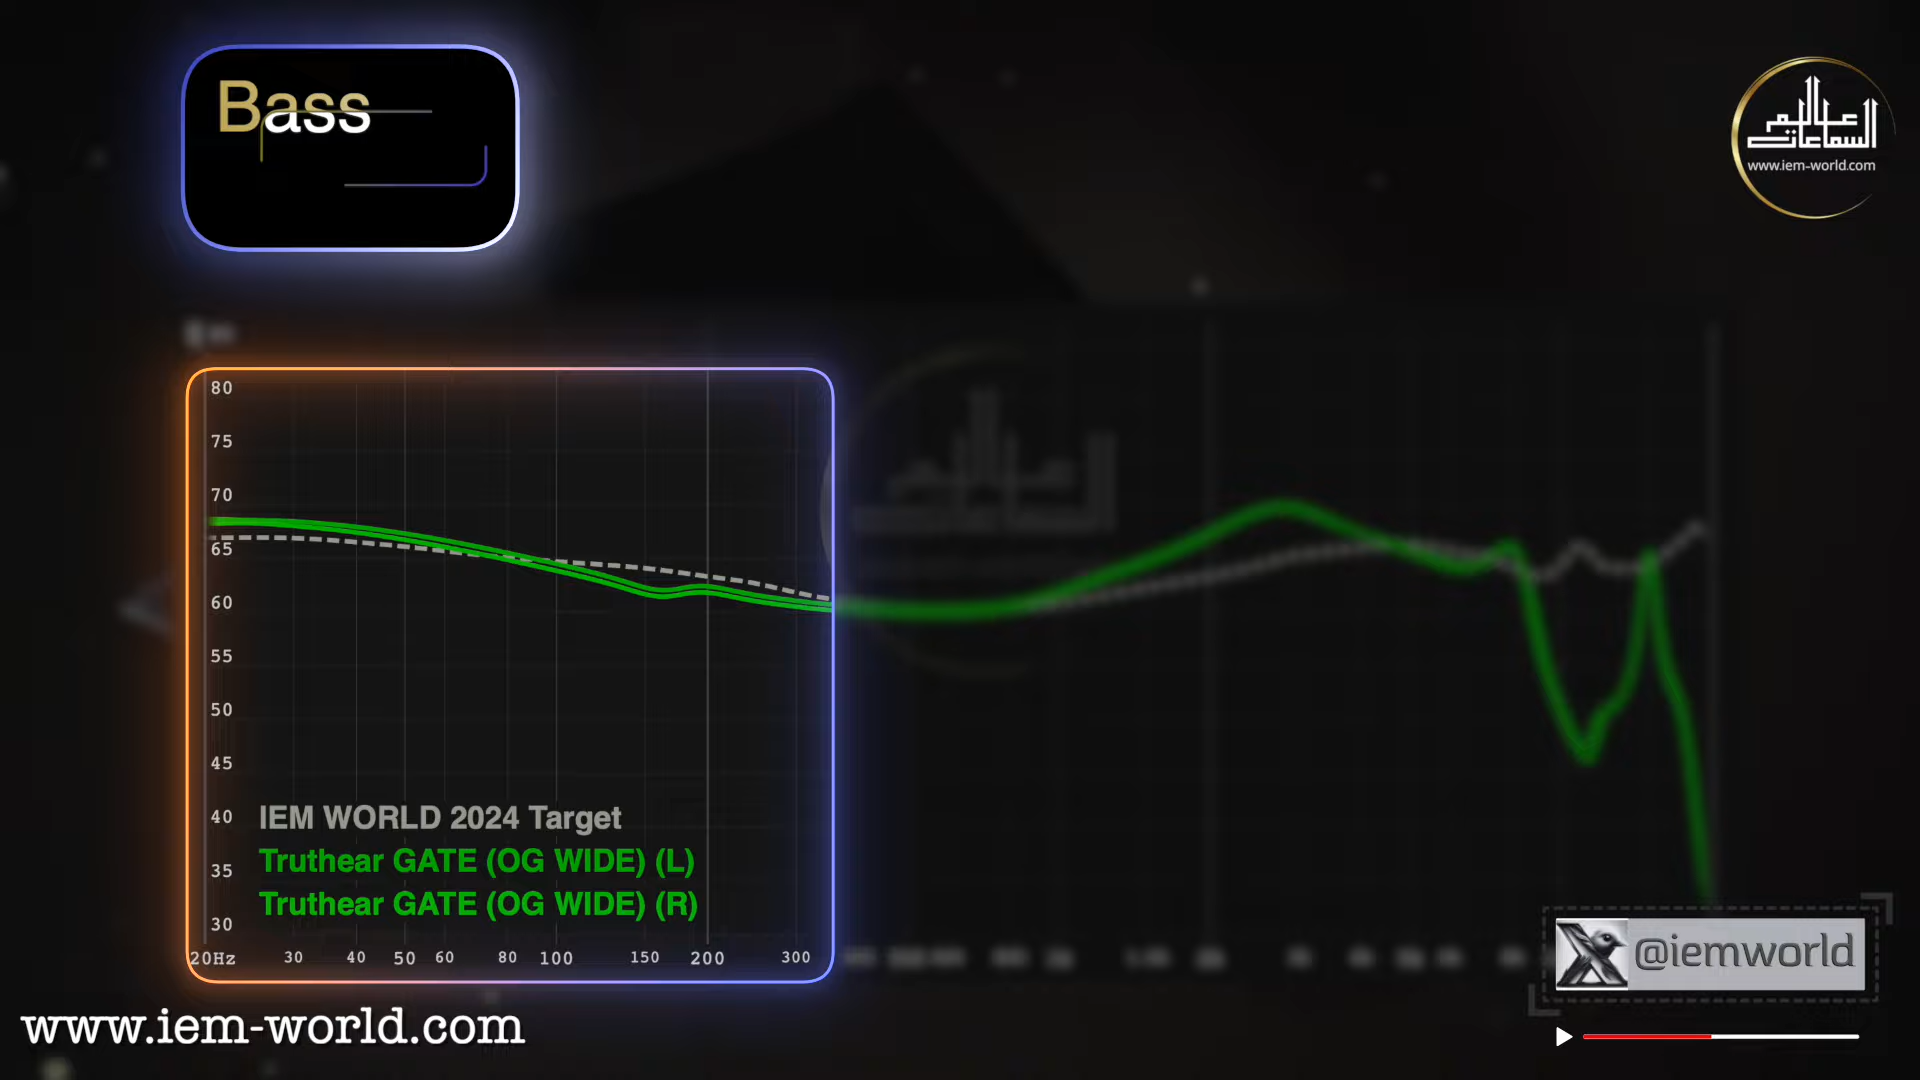 Bass
عالم
السماعات
www.iem-world.com
80
75
70
65
60
55
50
45
40
35
30
IEM WORLD 2024 Target
Truthear GATE (OG WIDE) (L)
Truthear GATE (OG WIDE) (R)
20Hz 30 40 50 60 80 100 150 200 300
@iemworld
www.iem-world.com